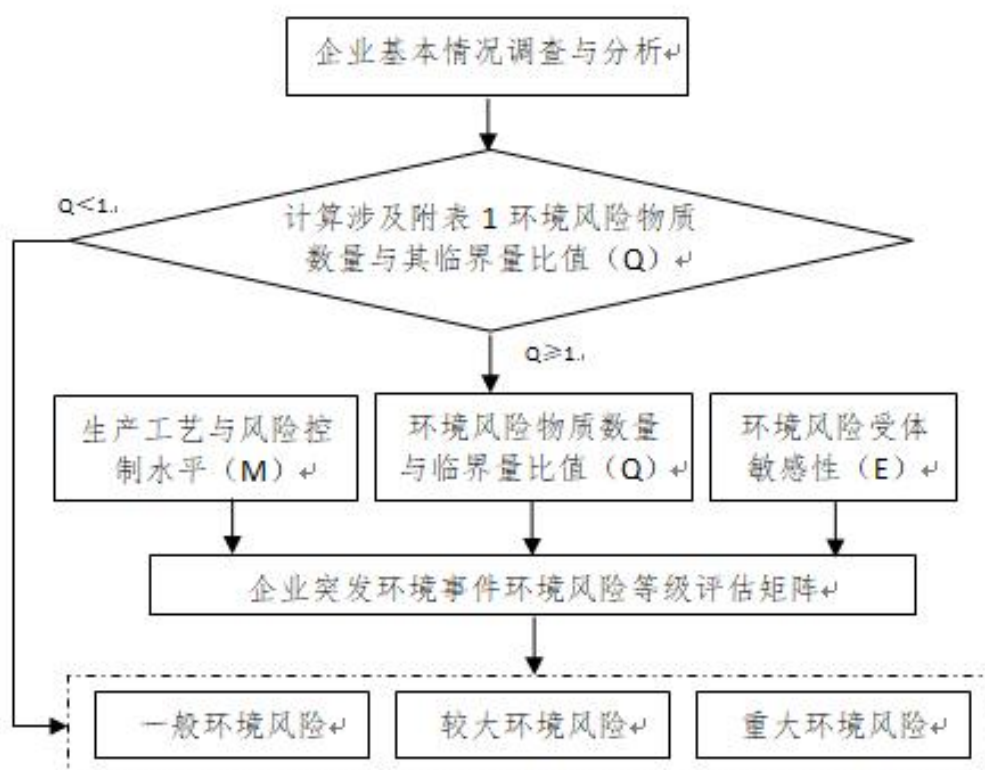 企业基本情况调查与分析
Q<1
计算涉及附表 1 环境风险物质
数量与其临界量比值（Q）
Q≥1
生产工艺与风险控
制水平（M）
环境风险物质数量
与临界量比值（Q）
环境风险受体
敏感性（E）
企业突发环境事件环境风险等级评估矩阵
一般环境风险
较大环境风险
重大环境风险